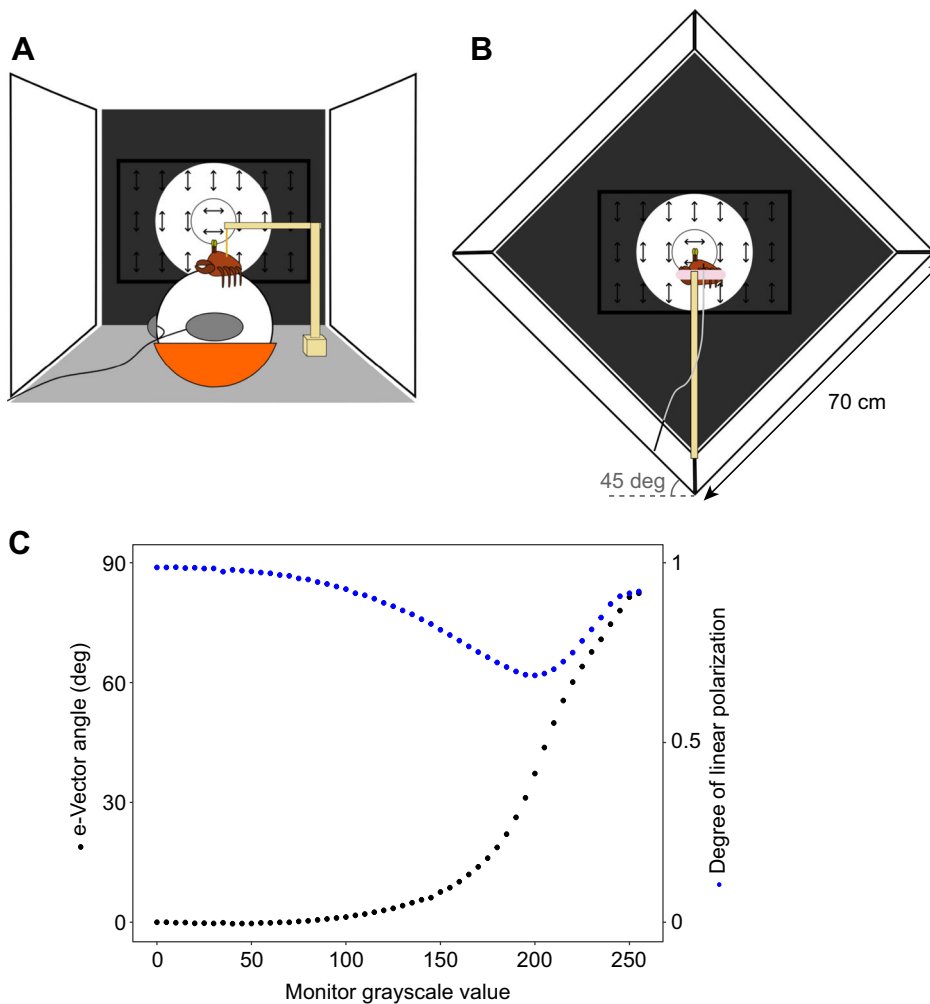 A
B
70 cm
45 deg
C
90
60
30
0
e-Vector angle (deg)
1
0.5
0
Degree of linear polarization
0
50
100
150
200
250
Monitor grayscale value